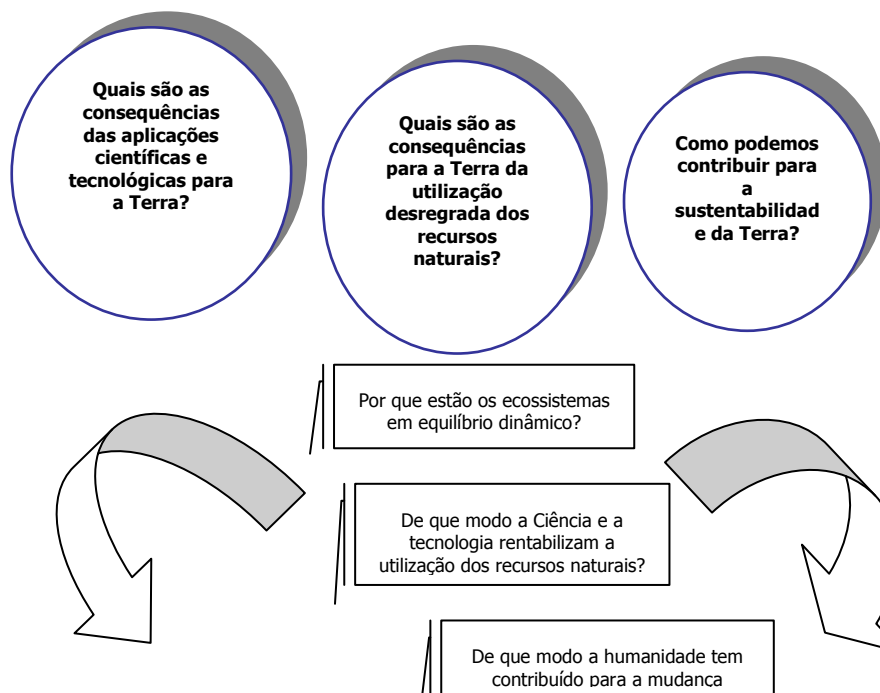 Quais são as
consequências
das aplicações
científicas e
tecnológicas para
a Terra?
Quais são as
consequências
para a Terra da
utilização
desregrada dos
recursos
naturais?
Como podemos
contribuir para
a
sustentabilidad
e da Terra?
Por que estão os ecossistemas
em equilíbrio dinâmico?
De que modo a Ciência e a
tecnologia rentabilizam a
utilização dos recursos naturais?
De que modo a humanidade tem
contribuído para a mudança